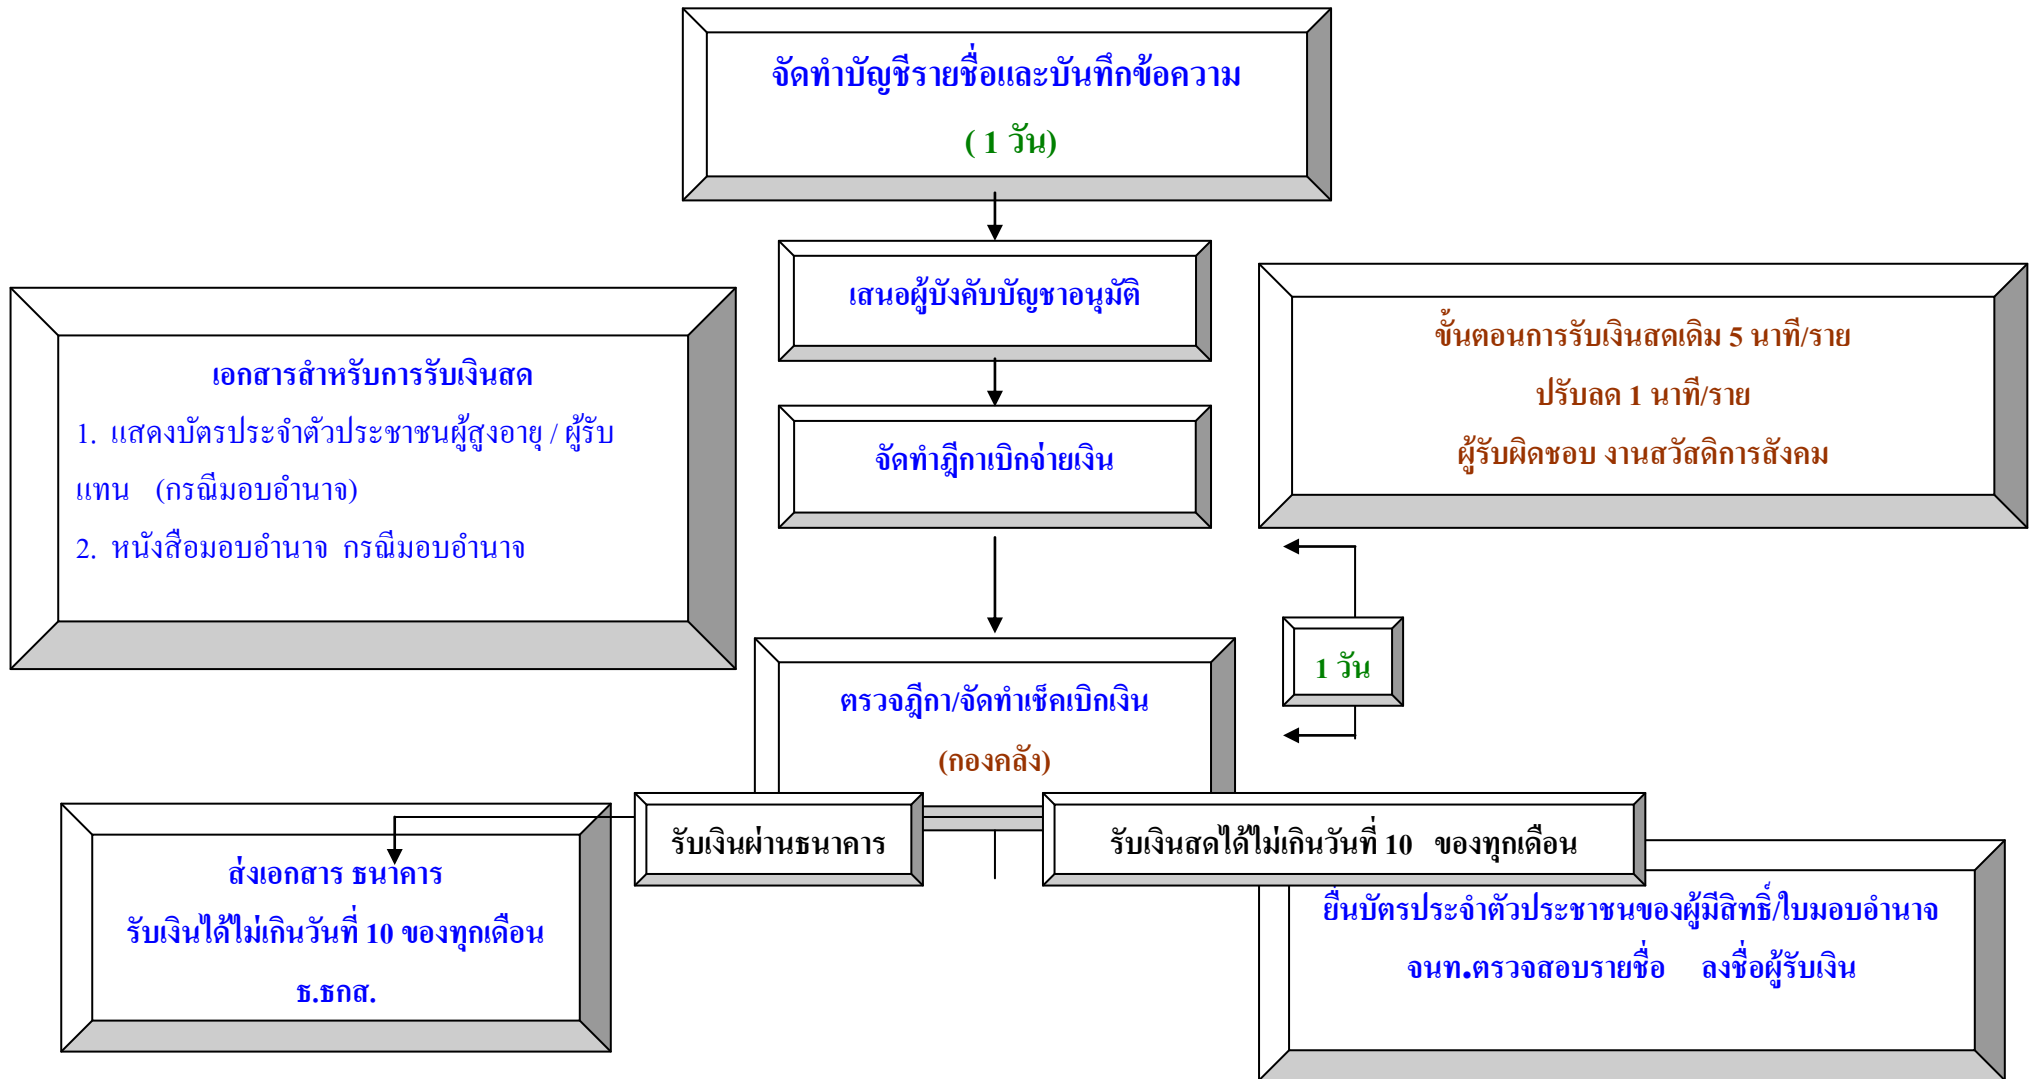 จัดทำบัญชีรายชื่อและบันทึกข้อความ
( 1 วัน)
เสนอผู้บังคับบัญชาอนุมัติ
เอกสารสำหรับการรับเงินสด
1. แสดงบัตรประจำตัวประชาชนผู้สูงอายุ / ผู้รับ
แทน (กรณีมอบอำนาจ)
2. หนังสือมอบอำนาจ กรณีมอบอำนาจ
จัดทำฎีกาเบิกจ่ายเงิน
ขั้นตอนการรับเงินสดเดิม 5 นาที/ราย
ปรับลด 1 นาที/ราย
ผู้รับผิดชอบ งานสวัสดิการสังคม
1 วัน
ตรวจฎีกา/จัดทำเช็คเบิกเงิน
(กองคลัง)
รับเงินผ่านธนาคาร
รับเงินสดได้ไม่เกินวันที่ 10 ของทุกเดือน
ส่งเอกสาร ธนาคาร
รับเงินได้ไม่เกินวันที่ 10 ของทุกเดือน
ธ.ธกส.
ยื่นบัตรประจำตัวประชาชนของผู้มีสิทธิ์/ใบมอบอำนาจ
จนท.ตรวจสอบรายชื่อ ลงชื่อผู้รับเงิน